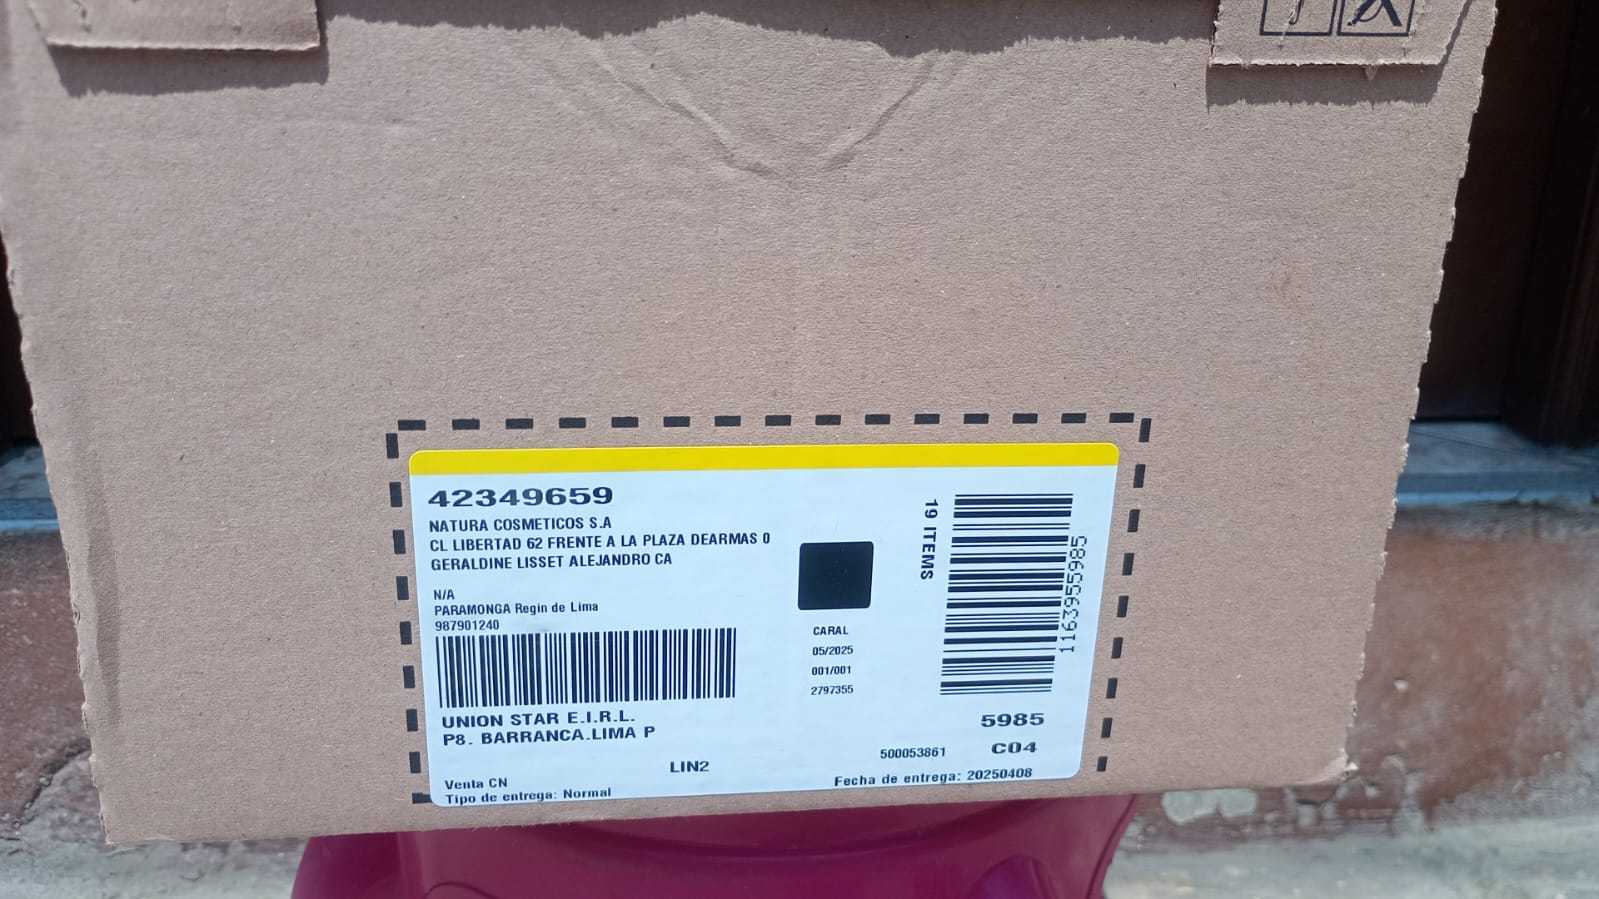 42349659
NATURA COSMETICOS S.A
CL LIBERTAD 62 FRENTE A LA PLAZA DEARMAS 0
GERALDINE LISSET ALEJANDRO CA
N/A
PARAMONGA Regin de Lima
987901240
UNION STAR E.I.R.L.
P8. BARRANCA.LIMA P
LIN2
Venta CN
Tipo de entrega: Normal
CARAL
05/2025
001/001
2797355
19 ITEMS
1163955985
5985
500053861
C04
Fecha de entrega: 20250408